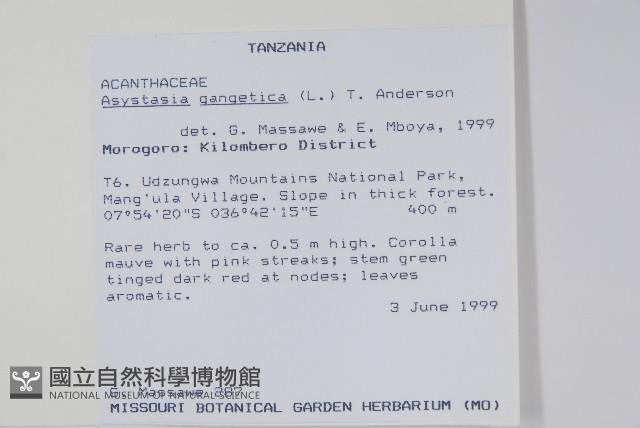 TANZANIA
ACANTHACEAE
Asystasia gangetica (L.) T. Anderson
det. G. Massawe & E. Mboya, 1999
Morogoro: Kilombero District
T6. Udzungwa Mountains National Park,
Mang'ula Village. Slope in thick forest.
07°54'20"S 036°42'15"E 400 m
Rare herb to ca. 0.5 m high. Corolla
mauve with pink streaks; stem green
tinged dark red at nodes; leaves
aromatic.
3 June 1999
G. Massawe 382
國立自然科學博物館
NATIONAL MUSEUM OF NATURAL SCIENCE
MISSOURI BOTANICAL GARDEN HERBARIUM (MO)